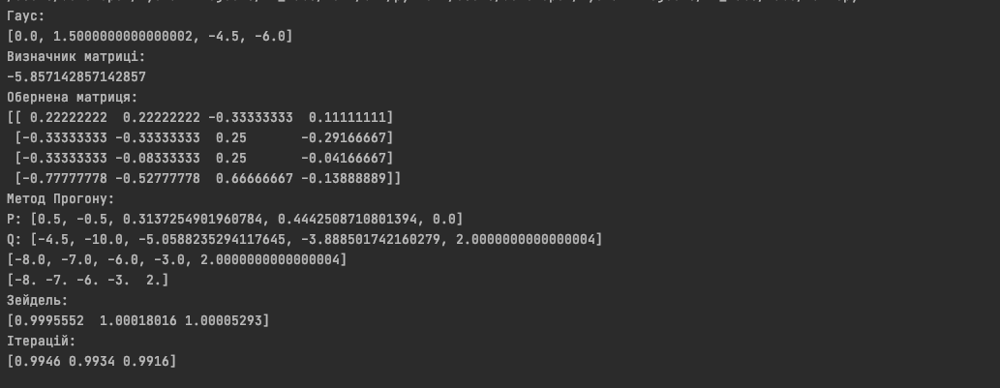 Гаус:
[0.0, 1.5000000000000002, -4.5, -6.0]
Визначник матриці:
-5.857142857142857
Обернена матриця:
[[ 0.22222222  0.22222222 -0.33333333  0.11111111]
 [-0.33333333 -0.33333333  0.25       -0.29166667]
 [-0.33333333 -0.08333333  0.25       -0.04166667]
 [-0.77777778 -0.52777778  0.66666667 -0.13888889]]
Метод Прогону:
P: [0.5, -0.5, 0.3137254901960784, 0.4442508710801394, 0.0]
Q: [-4.5, -10.0, -5.0588235294117645, -3.888501742160279, 2.0000000000000004]
[-8.0, -7.0, -6.0, -3.0, 2.0000000000000004]
[-8. -7. -6. -3.  2.]
Зейдель:
[0.9995552  1.00018016 1.00005293]
Ітерацій:
[0.9946 0.9934 0.9916]